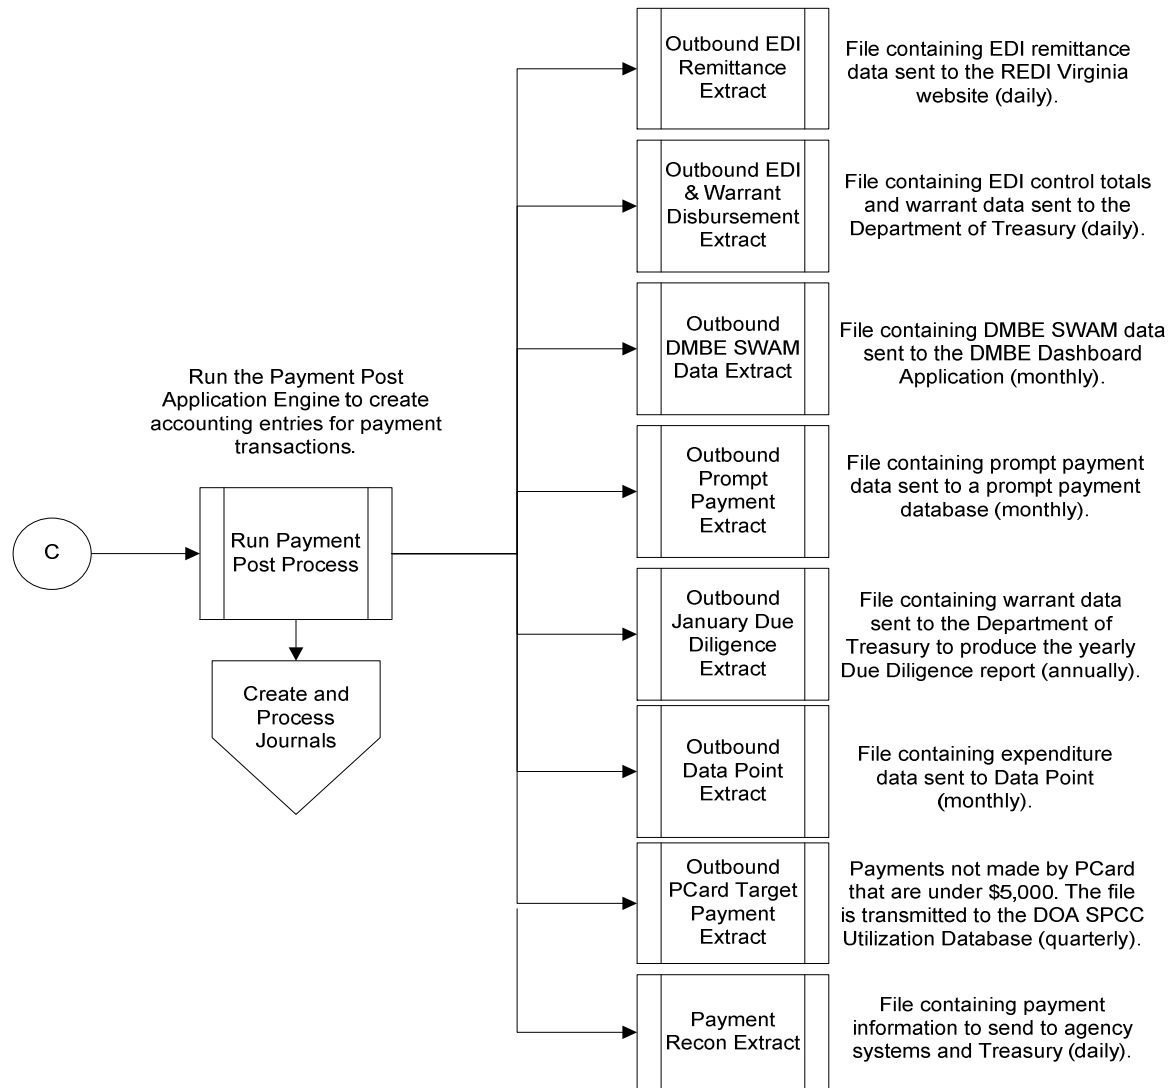 Outbound EDI
Remittance
Extract
File containing EDI remittance
data sent to the REDI Virginia
website (daily).
Outbound EDI
& Warrant
Disbursement
Extract
File containing EDI control totals
and warrant data sent to the
Department of Treasury (daily).
Outbound
DMBE SWAM
Data Extract
File containing DMBE SWAM data
sent to the DMBE Dashboard
Application (monthly).
Run the Payment Post
Application Engine to create
accounting entries for payment
transactions.
Outbound
Prompt
Payment
Extract
File containing prompt payment
data sent to a prompt payment
database (monthly).
C
Run Payment
Post Process
Outbound
January Due
Diligence
Extract
File containing warrant data
sent to the Department of
Treasury to produce the yearly
Due Diligence report (annually).
Create and
Process
Journals
Outbound
Data Point
Extract
File containing expenditure
data sent to Data Point
(monthly).
Outbound
PCard Target
Payment
Extract
Payments not made by PCard
that are under $5,000. The file
is transmitted to the DOA SPCC
Utilization Database (quarterly).
Payment
Recon Extract
File containing payment
information to send to agency
systems and Treasury (daily).